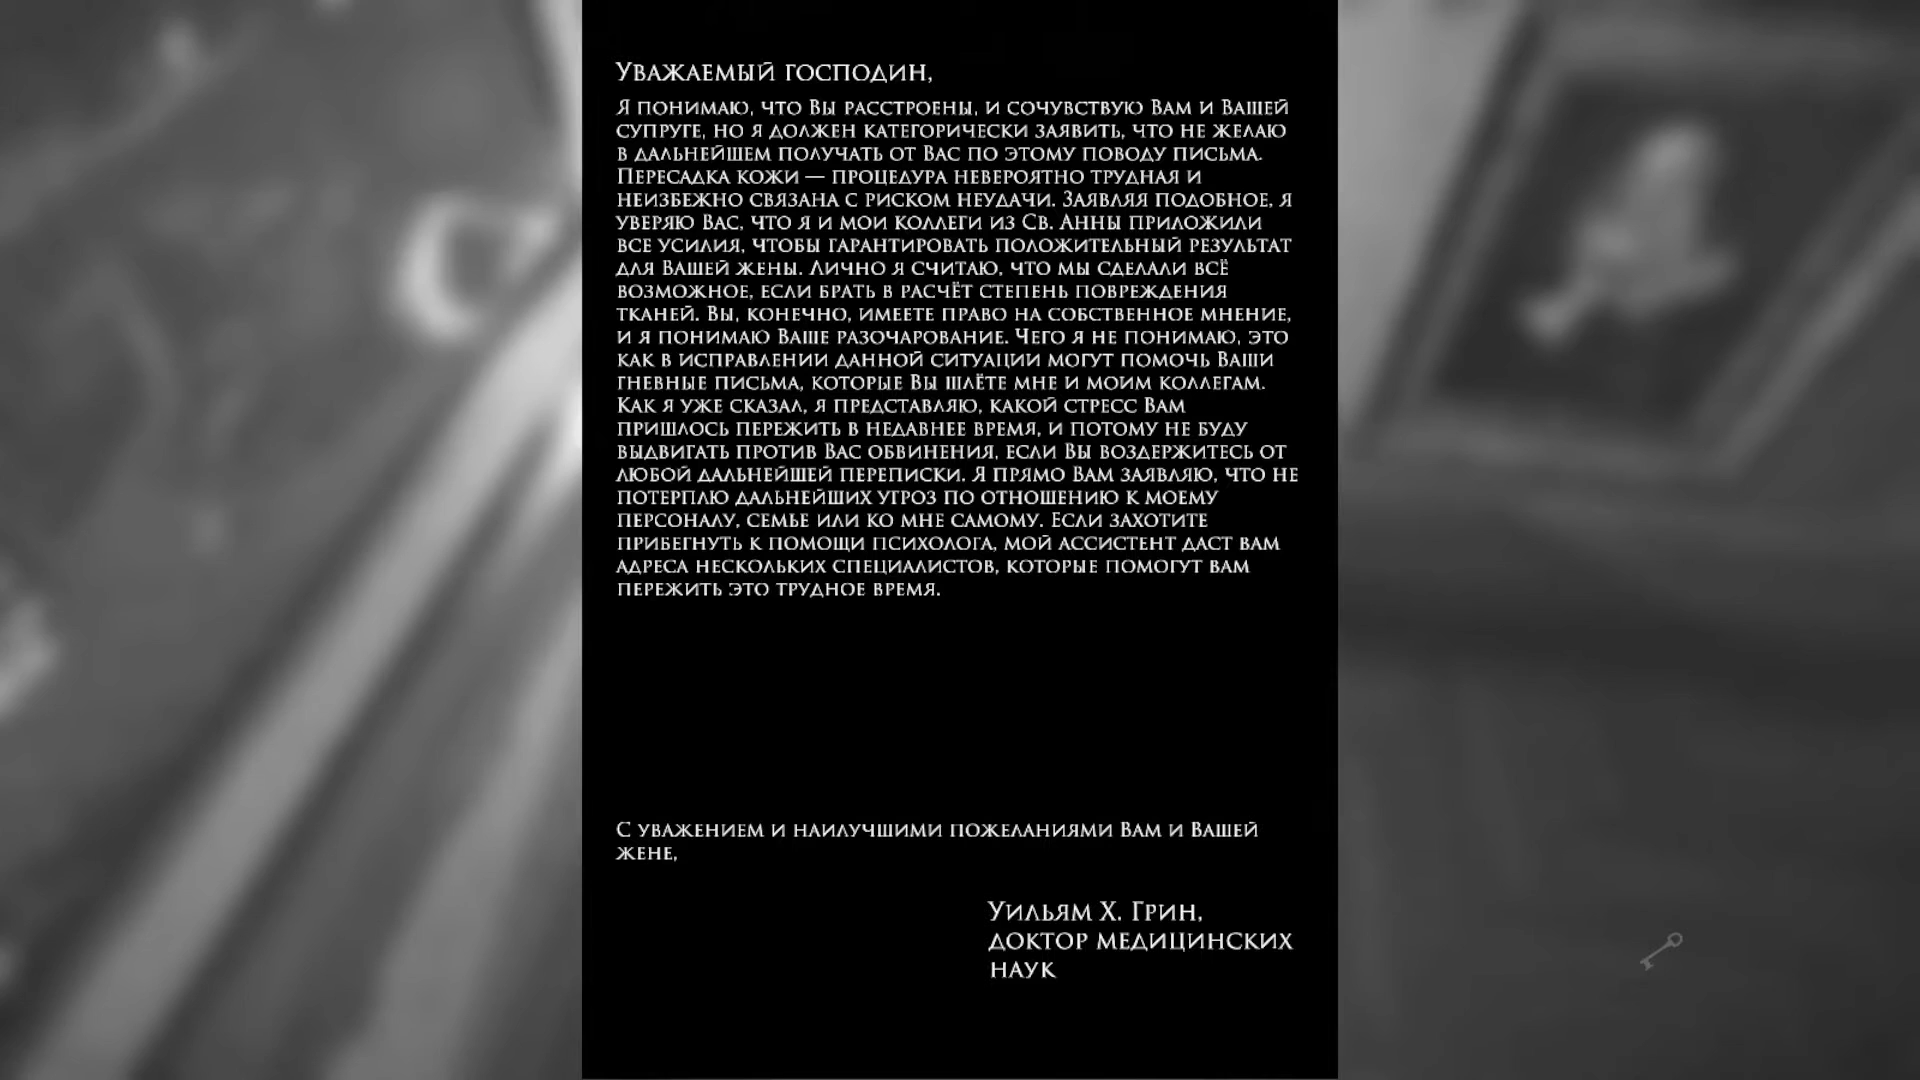 Уважаемый господин,
Я понимаю, что Вы расстроены, и сочувствую Вам и Вашей
супруге, но я должен категорически заявить, что не желаю
в дальнейшем получать от Вас по этому поводу письма.
Пересадка кожи — процедура невероятно трудная и
неизбежно связана с риском неудачи. Заявляя подобное, я
уверяю Вас, что я и мои коллеги из Св. Анны приложили
все усилия, чтобы гарантировать положительный результат
для Вашей жены. Лично я считаю, что мы сделали всё
возможное, если брать в расчёт степень повреждения
тканей. Вы, конечно, имеете право на собственное мнение,
и я понимаю Ваше разочарование. Чего я не понимаю, это
как в исправлении данной ситуации могут помочь Ваши
гневные письма, которые Вы шлёте мне и моим коллегам.
Как я уже сказал, я представляю, какой стресс Вам
пришлось пережить в недавнее время, и потому не буду
выдвигать против Вас обвинения, если Вы воздержитесь от
любой дальнейшей переписки. Я прямо Вам заявляю, что не
потерплю дальнейших угроз по отношению к моему
персоналу, семье или ко мне самому. Если захотите
прибегнуть к помощи психолога, мой ассистент даст вам
адреса нескольких специалистов, которые помогут вам
пережить это трудное время.
С уважением и наилучшими пожеланиями Вам и Вашей
жене,
Уильям Х. Грин,
доктор медицинских
наук